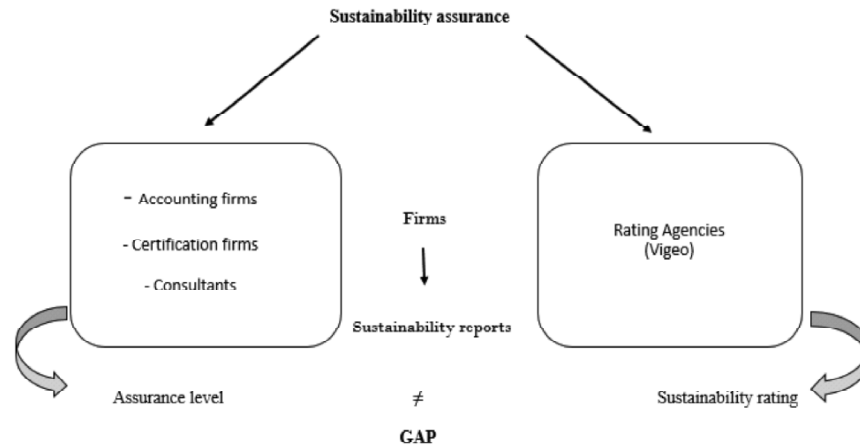 Sustainability assurance
- Accounting firms
- Certification firms
- Consultants
Firms
Sustainability reports
Rating Agencies
(Vigeo)
Assurance level
≠
Sustainability rating
GAP